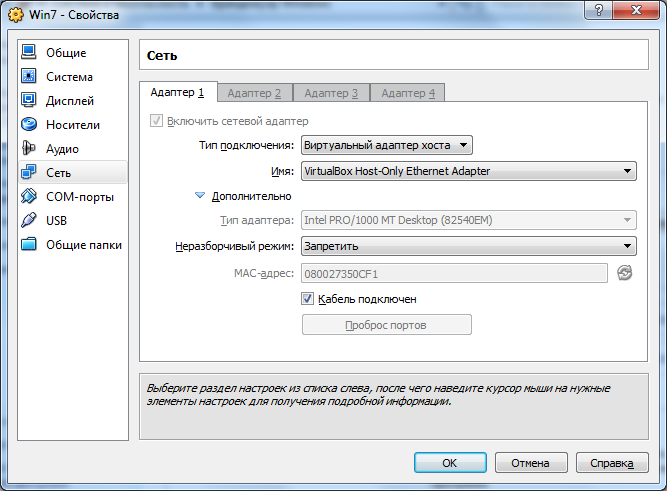 Win7 - Свойства
Общие
Система
Дисплей
Носители
Аудио
Сеть
COM-порты
USB
Общие папки
Сеть
Адаптер 1
Адаптер 2
Адаптер 3
Адаптер 4
Включить сетевой адаптер
Тип подключения: Виртуальный адаптер хоста
Имя: VirtualBox Host-Only Ethernet Adapter
Дополнительно
Тип адаптера: Intel PRO/1000 MT Desktop (82540EM)
Неразборчивый режим: Запретить
MAC-адрес: 080027350CF1
Кабель подключен
Проброс портов
Выберите раздел настроек из списка слева, после чего наведите курсор мыши на нужные
элементы настроек для получения подробной информации.
OK
Отмена
Справка